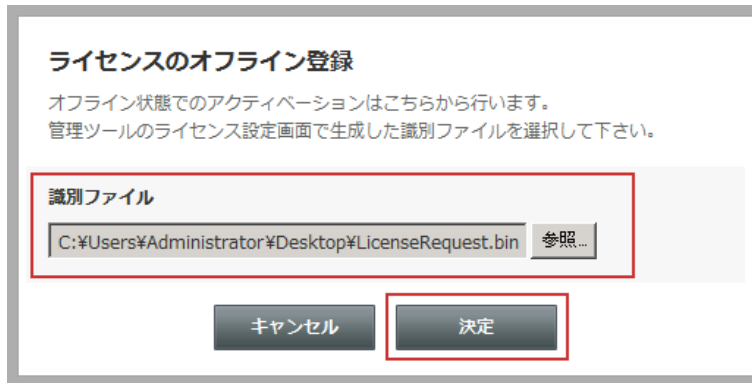 ライセンスのオフライン登録
オフライン状態でのアクティベーションはこちらから行います。
管理ツールのライセンス設定画面で生成した識別ファイルを選択して下さい。
識別ファイル
C:¥Users¥Administrator¥Desktop¥LicenseRequest.bin 参照...
キャンセル 決定